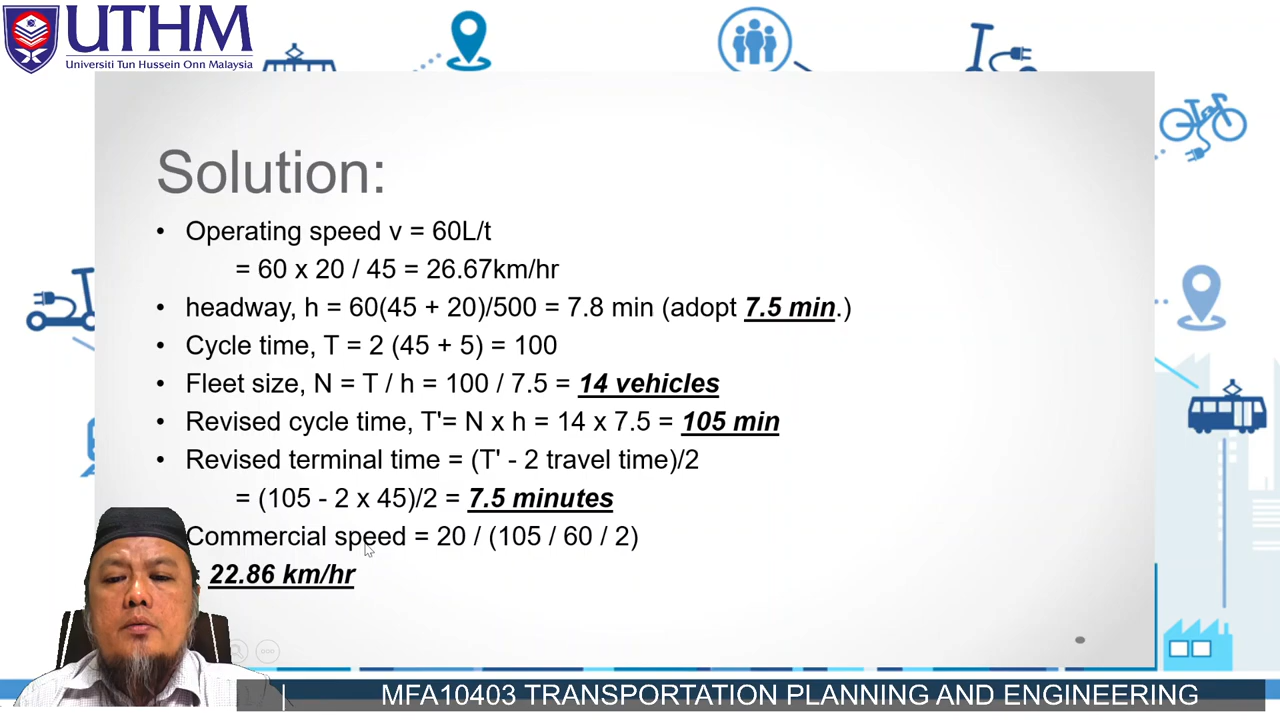 UTHM
Universiti Tun Hussein Onn Malaysia
Solution:
• Operating speed v = 60L/t
= 60 x 20 / 45 = 26.67km/hr
• headway, h = 60(45 + 20)/500 = 7.8 min (adopt 7.5 min.)
• Cycle time, T = 2 (45 + 5) = 100
• Fleet size, N = T / h = 100 / 7.5 = 14 vehicles
• Revised cycle time, T'= N x h = 14 x 7.5 = 105 min
• Revised terminal time = (T' - 2 travel time)/2
= (105 - 2 x 45)/2 = 7.5 minutes
Commercial speed = 20 / (105 / 60 / 2)
= 22.86 km/hr
| MFA10403 TRANSPORTATION PLANNING AND ENGINEERING